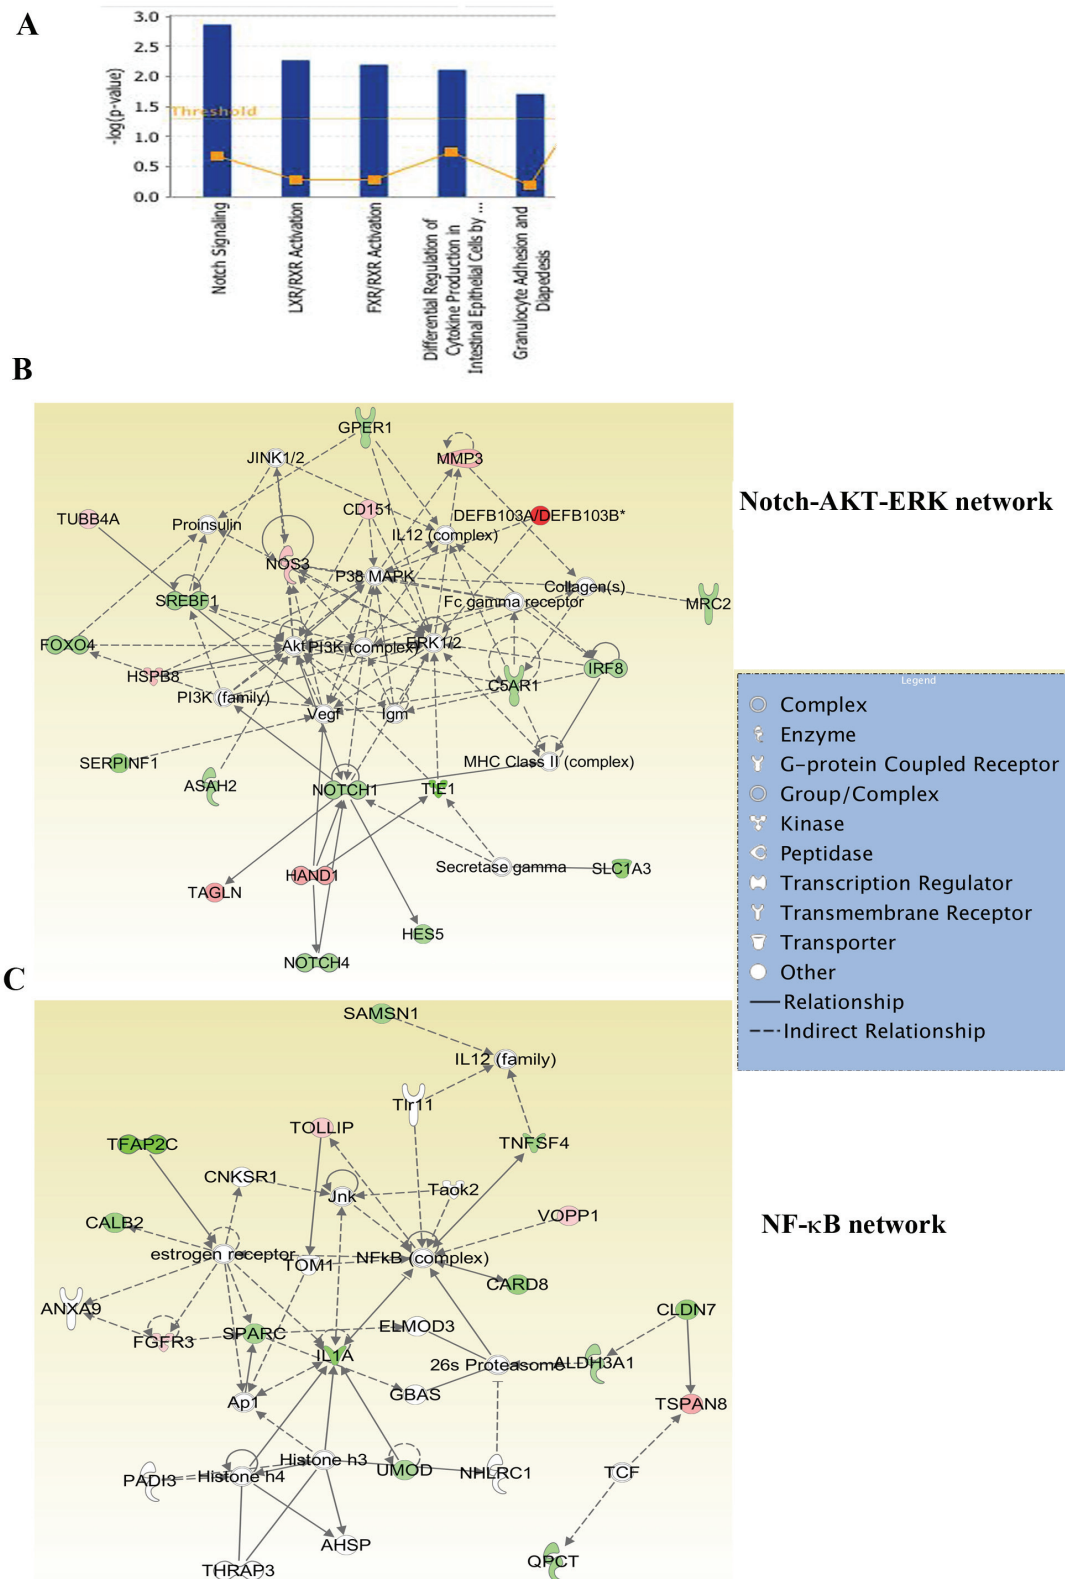 A
3.0
2.5
2.0
1.5
1.0
0.5
0.0
-log(p-value)
Threshold
Notch Signaling
LXR/RXR Activation
FXR/RXR Activation
Differential Regulation of
Cytokine Production in
Intestinal Epithelial Cells by ...
Granulocyte Adhesion and
Diapedesis
B
GPER1
JINK1/2
MMP3
TUBB4A
Proinsulin
CD151
DEFB103A/DEFB103B*
IL12 (complex)
NOS3
P38 MAPK
Collagen(s)
SREBF1
Fc gamma receptor
MRC2
FOXO4
Akt
PI3K (complex)
ERK1/2
HSPB8
IRF8
C5AR1
PI3K (family)
Vegf
Igm
SERPINF1
MHC Class II (complex)
ASAH2
NOTCH1
TIE1
Secretase gamma
SLC1A3
HAND1
TAGLN
HES5
NOTCH4
Notch-AKT-ERK network
Legend
Complex
Enzyme
G-protein Coupled Receptor
Group/Complex
Kinase
Peptidase
Transcription Regulator
Transmembrane Receptor
Transporter
Other
Relationship
Indirect Relationship
C
SAMSN1
IL12 (family)
Tlr11
TOLLIP
TNFSF4
TFAP2C
CNKSR1
Jnk
Taok2
CALB2
VOPP1
estrogen receptor
TOM1
NFkB (complex)
CARD8
ANXA9
CLDN7
FGFR3
SPARC
ELMOD3
IL1A
26s Proteasome
ALDH3A1
GBAS
Ap1
TSPAN8
Histone h3
PADI3
Histone h4
UMOD
NHLRC1
TCF
AHSP
THRAP3
QPCT
NF-κB network